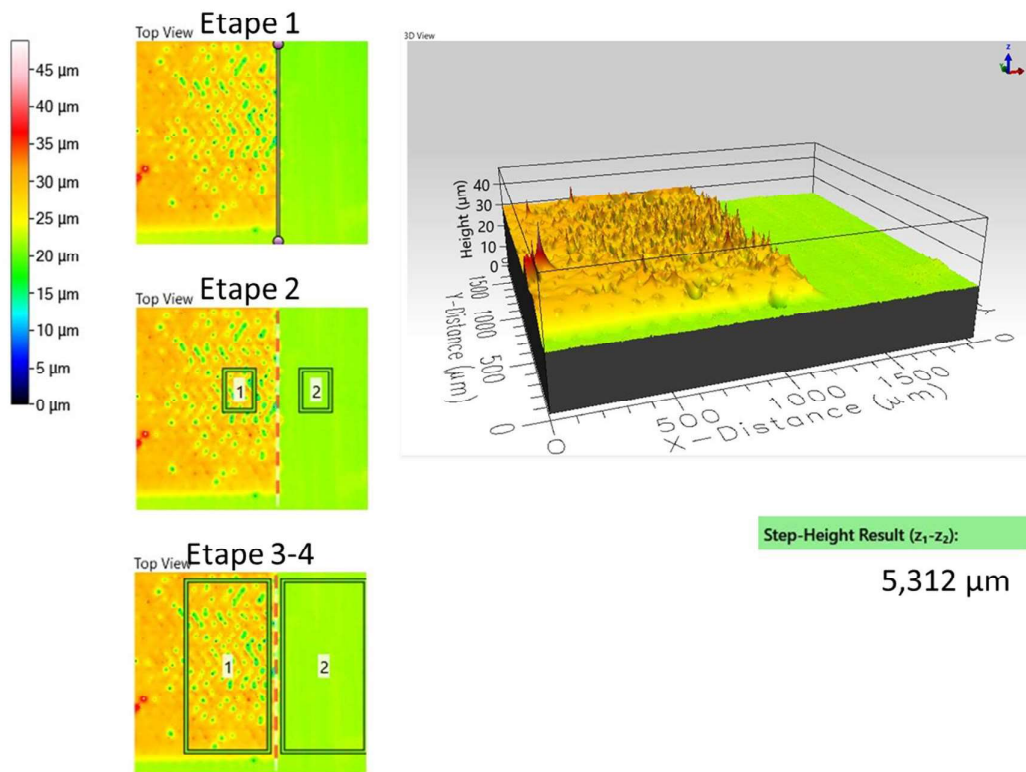 Etape 1
Top View
45 µm
40 µm
35 µm
30 µm
25 µm
20 µm
15 µm
10 µm
5 µm
0 µm
Etape 2
Top View
1
2
Etape 3-4
Top View
1
2
3D View
Z
X
Height (µm)
40
30
20
10
0
Y-Distance
(µm)
1500
1000
500
0
0
500
1000
1500
X-Distance (µm)
0
Step-Height Result (z₁-z₂):
5,312 µm